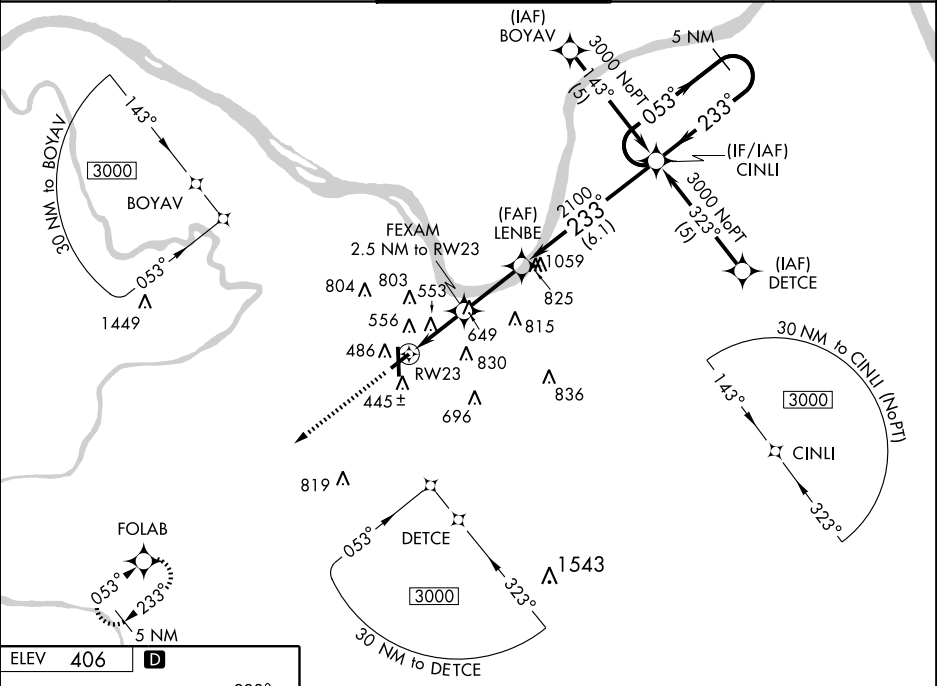 (IAF)
BOYAV
5 NM
3000 NoPT
143°
(5)
053°
233°
(IF/IAF)
CINLI
3000 NoPT
323°
(5)
(IAF)
DETCE
2100
233°
(6.1)
(FAF)
LENBE
FEXAM
2.5 NM to RW23
1059
825
804
803
553
556
649
815
486
RW23
830
445±
696
836
30 NM to BOYAV
143°
3000
BOYAV
053°
1449
30 NM to CINLI (NoPT)
143°
3000
CINLI
323°
819
053°
DETCE
3000
323°
30 NM to DETCE
1543
FOLAB
053°
233°
5 NM
ELEV 406 D